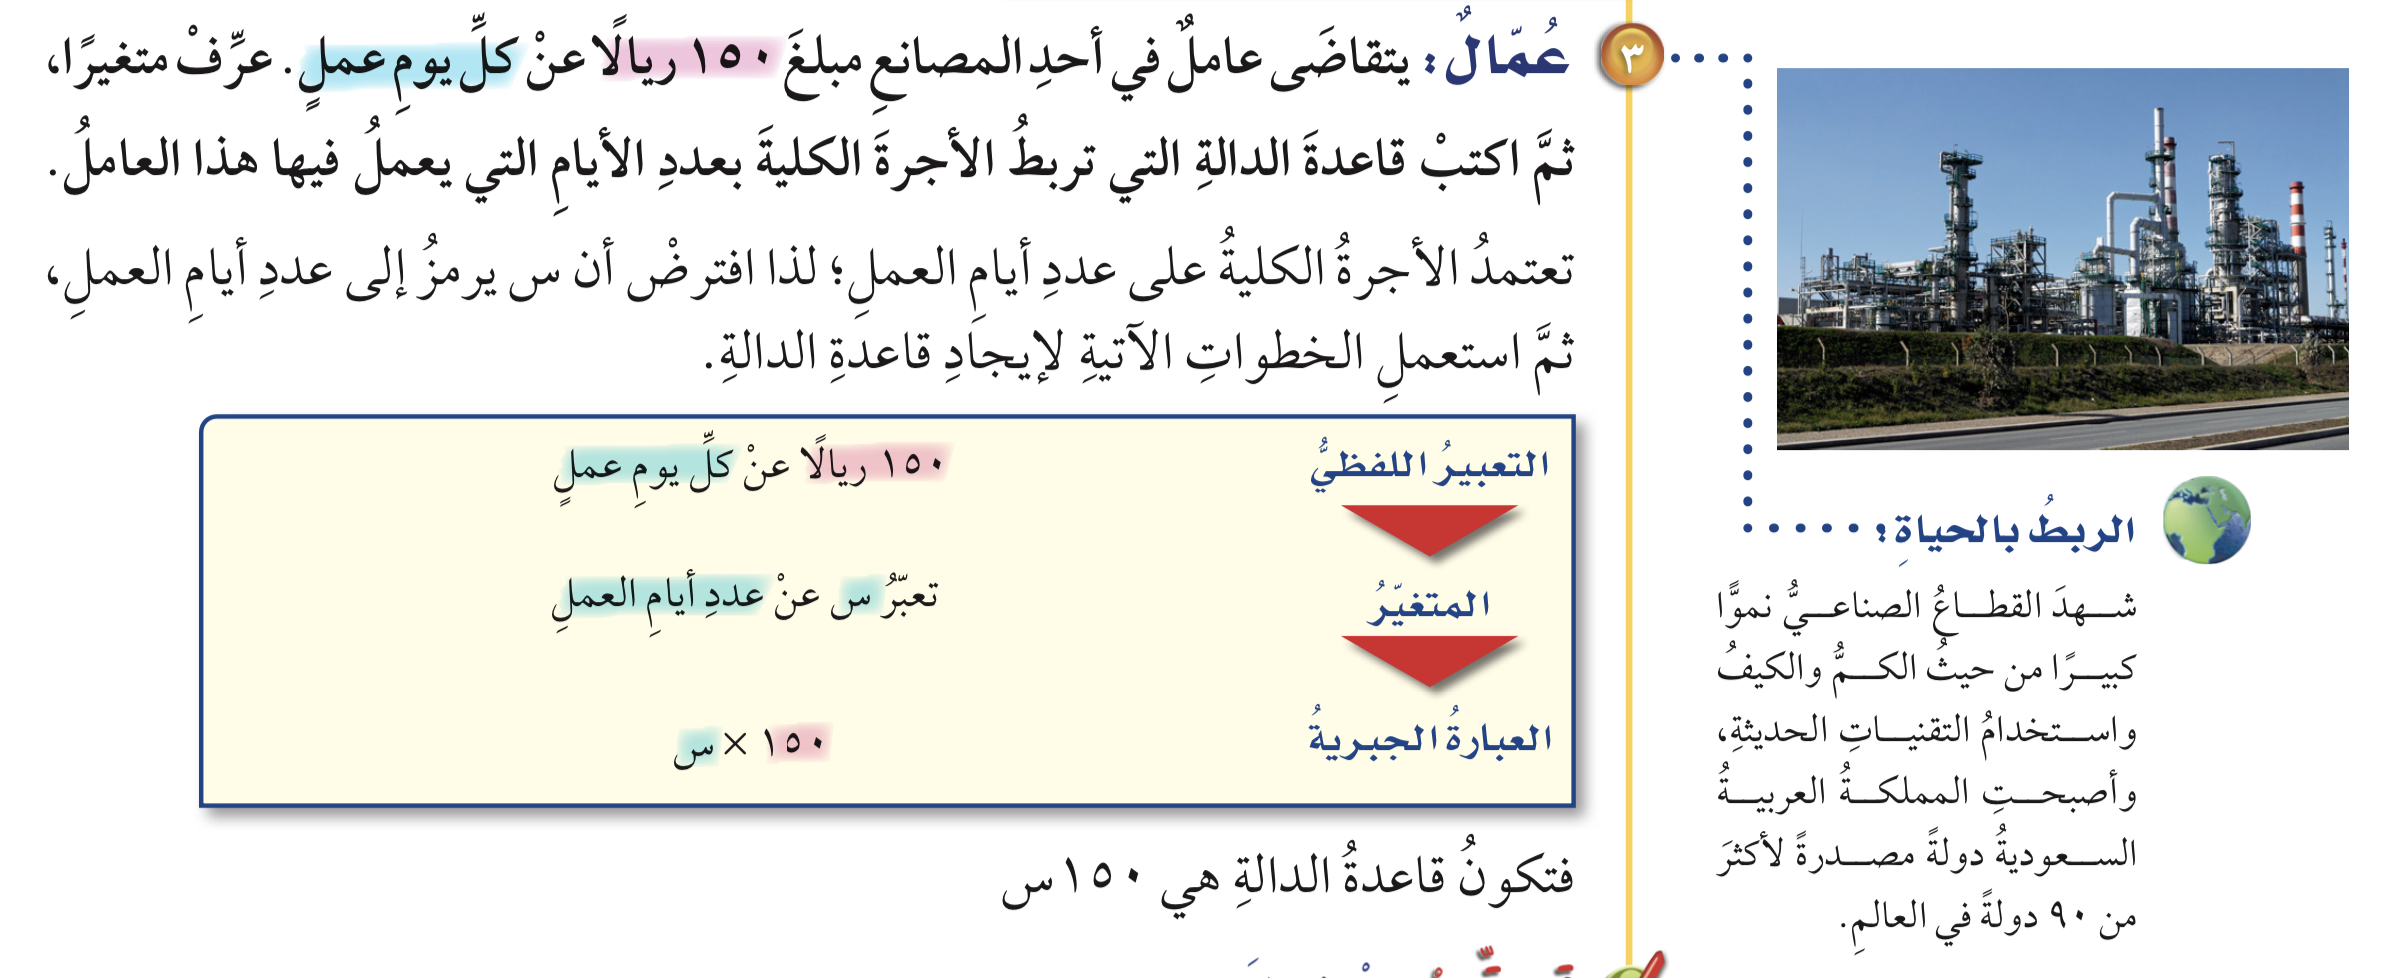 ٣ عُمّالٌ: يتقاضَى عاملٌ في أحدِ المصانعِ مبلغَ ١٥٠ ريالًا عنْ كلِّ يومِ عملٍ. عرِّفْ متغيرًا،
ثمَّ اكتبْ قاعدةَ الدالةِ التي تربطُ الأجرةَ الكليةَ بعددِ الأيامِ التي يعملُ فيها هذا العاملُ.
تعتمدُ الأجرةُ الكليةُ على عددِ أيامِ العملِ؛ لذا افترضْ أن س يرمزُ إلى عددِ أيامِ العملِ،
ثمَّ استعملِ الخطواتِ الآتيةِ لإيجادِ قاعدةِ الدالةِ.
التعبيرُ اللفظيُّ ١٥٠ ريالًا عنْ كلِّ يومِ عملٍ
المتغيّرُ تعبّرُ س عنْ عددِ أيامِ العملِ
العبارةُ الجبريةُ ١٥٠ × س
فتكونُ قاعدةُ الدالةِ هي ١٥٠س
الربطُ بالحياةِ:
شهدَ القطاعُ الصناعيُّ نموًّا
كبيرًا من حيثُ الكمُّ والكيفُ
واستخدامُ التقنياتِ الحديثةِ،
وأصبحتِ المملكةُ العربيةُ
السعوديةُ دولةً مصدرةً لأكثرَ
من ٩٠ دولةً في العالمِ.